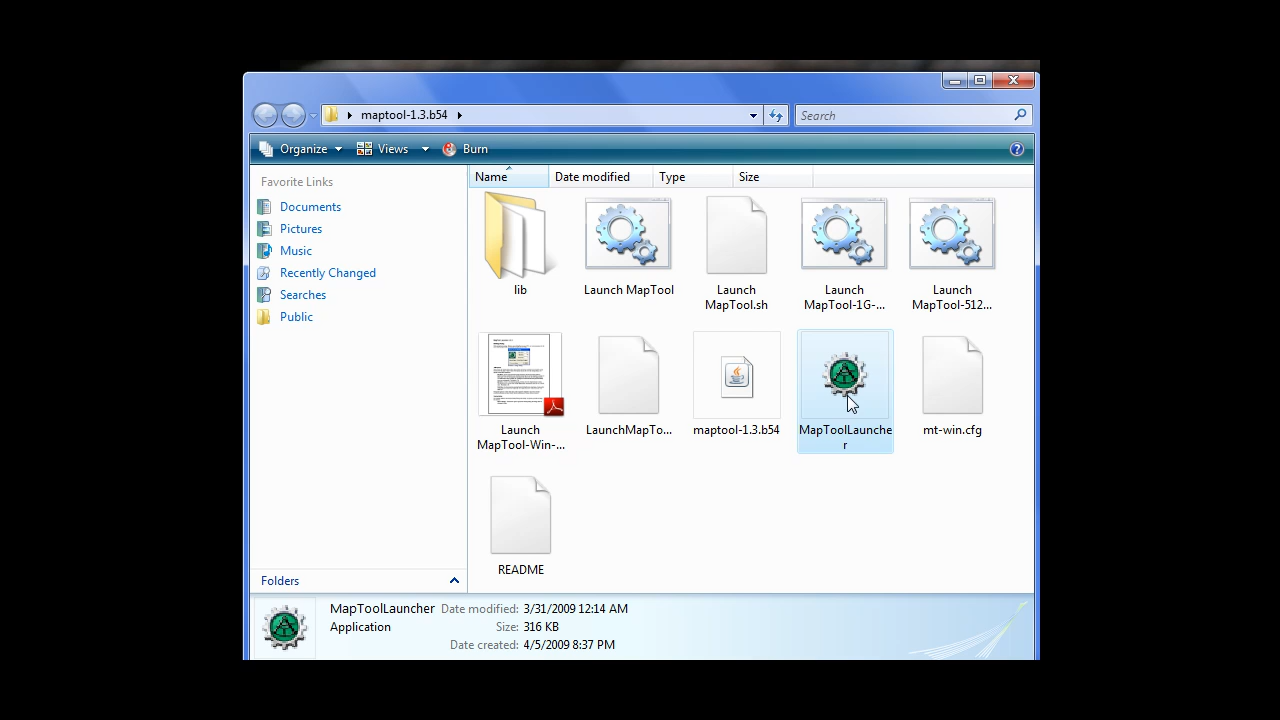 maptool-1.3.b54
Search
Organize
Views
Burn
Favorite Links
Documents
Pictures
Music
Recently Changed
Searches
Public
Folders
Name
Date modified
Type
Size
lib
Launch MapTool
Launch
MapTool.sh
Launch
MapTool-1G-...
Launch
MapTool-512...
Launch
MapTool-Win-...
LaunchMapTo...
maptool-1.3.b54
MapToolLaunche
r
mt-win.cfg
README
MapToolLauncher Date modified: 3/31/2009 12:14 AM
Application Size: 316 KB
Date created: 4/5/2009 8:37 PM